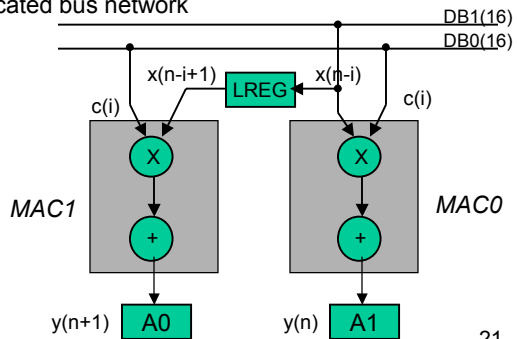 cated bus network
DB1(16)
DB0(16)
x(n-i+1)
LREG
x(n-i)
c(i)
c(i)
X
X
MAC1
MAC0
+
+
y(n+1)
A0
y(n)
A1
21